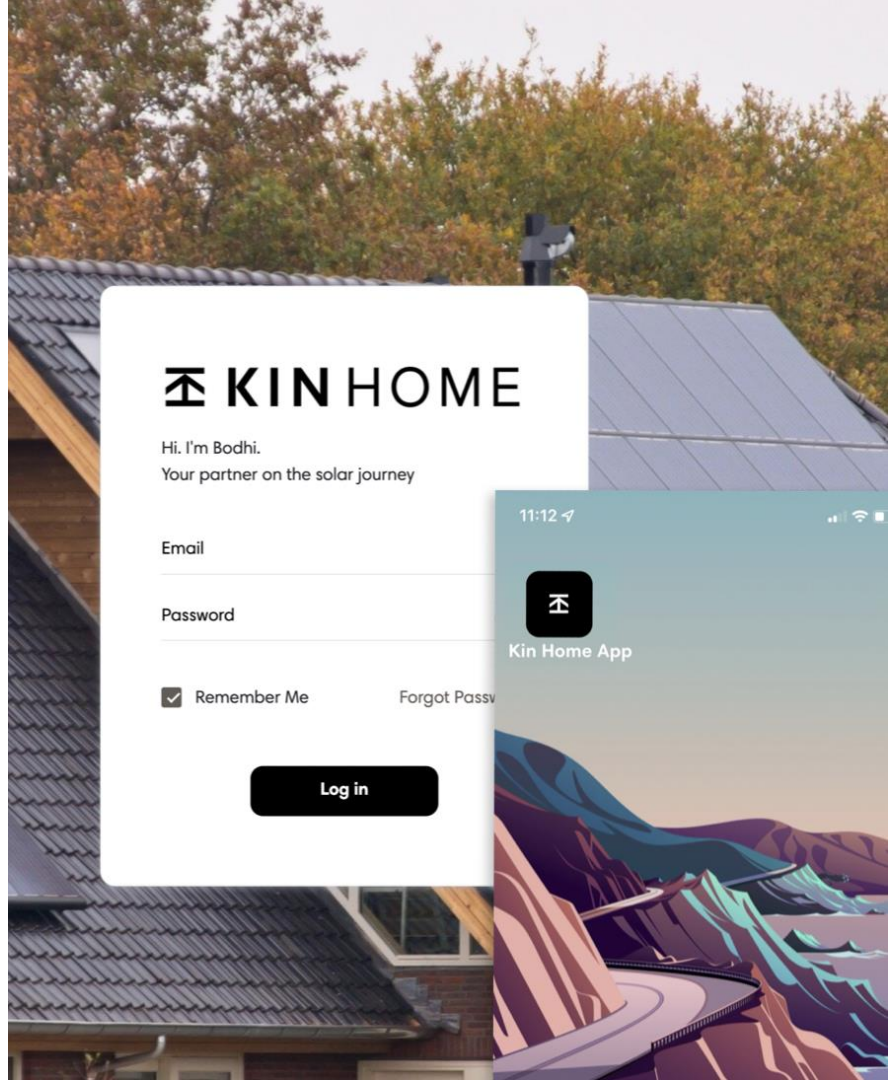 KIN HOME
Hi. I'm Bodhi.
Your partner on the solar journey
Email
Password
Remember Me
Forgot
Log in
11:12
Kin Home App